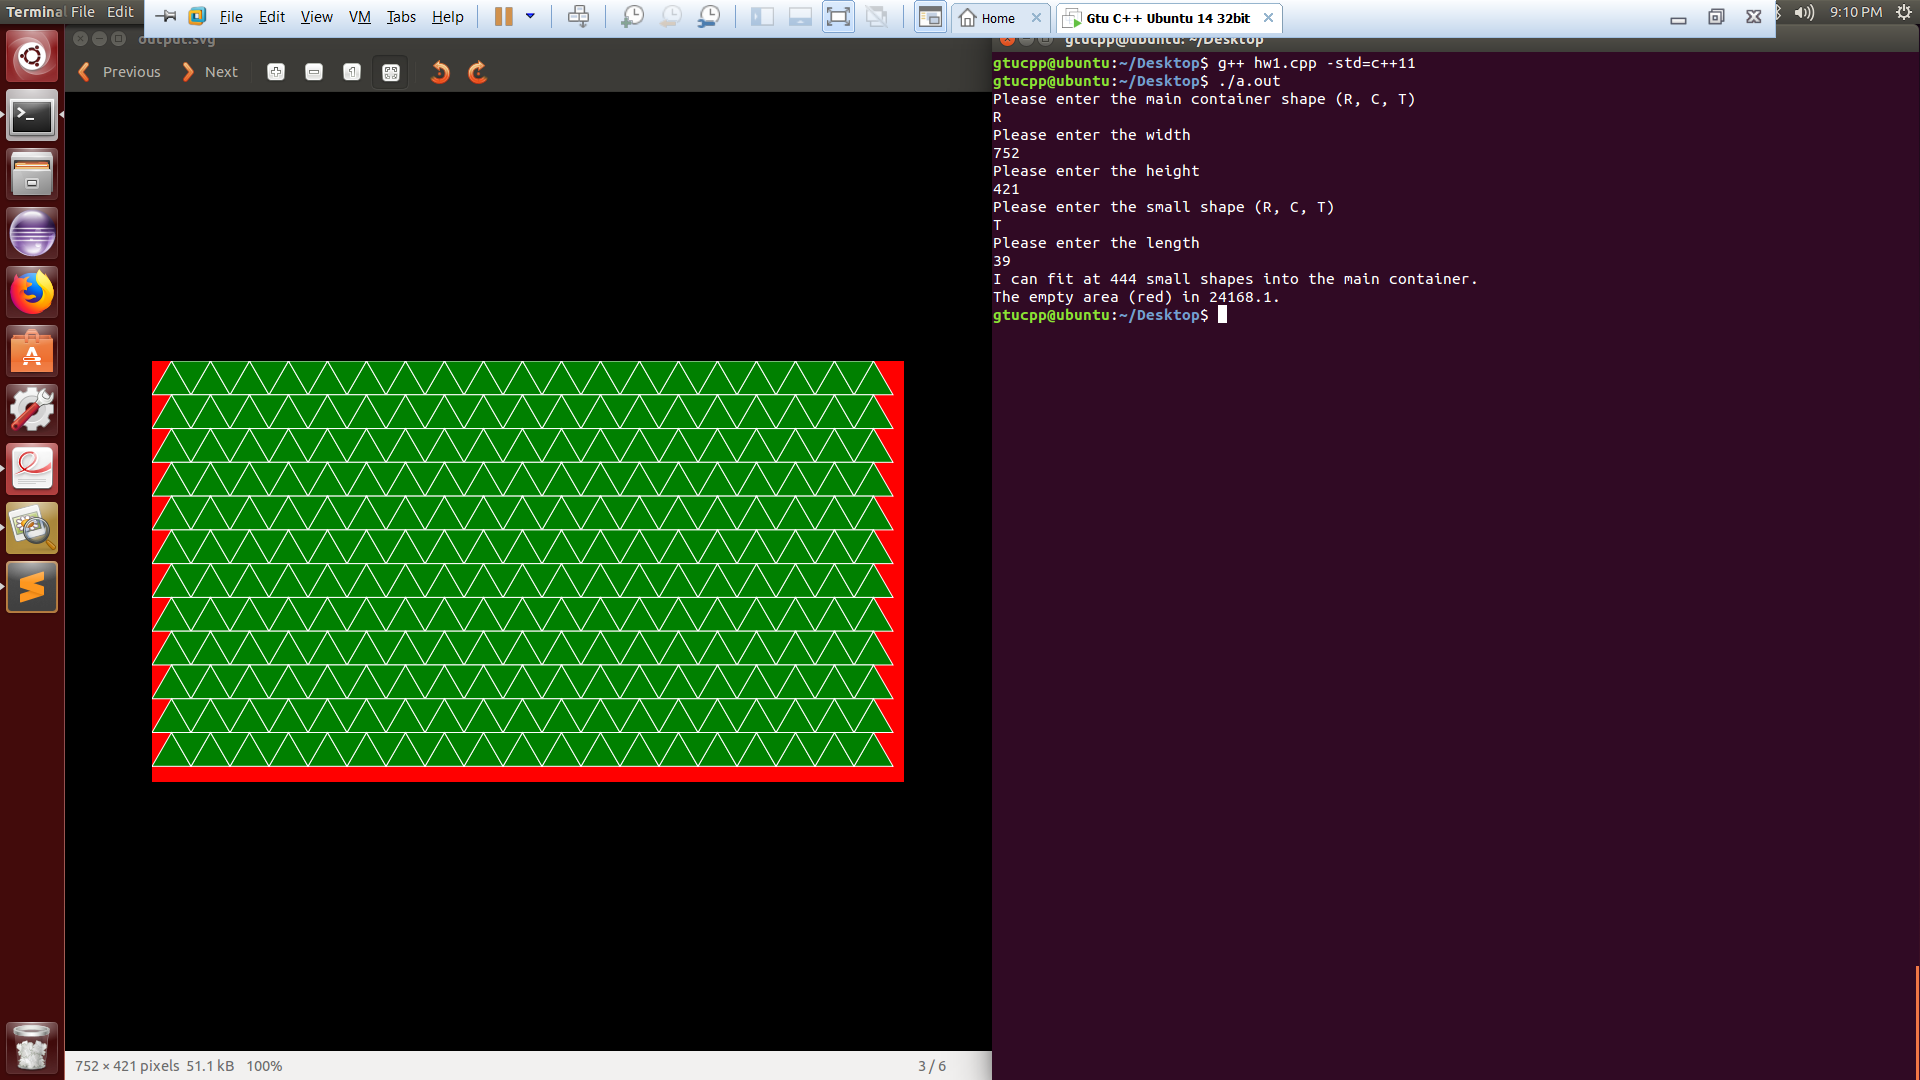 Terminal File Edit
File Edit View VM Tabs Help
Home
Gtu C++ Ubuntu 14 32bit
9:10 PM
output.svg
Previous Next
gtucpp@ubuntu: ~/Desktop
gtucpp@ubuntu:~/Desktop$ g++ hw1.cpp -std=c++11
gtucpp@ubuntu:~/Desktop$ ./a.out
Please enter the main container shape (R, C, T)
R
Please enter the width
752
Please enter the height
421
Please enter the small shape (R, C, T)
T
Please enter the length
39
I can fit at 444 small shapes into the main container.
The empty area (red) in 24168.1.
gtucpp@ubuntu:~/Desktop$
752 × 421 pixels 51.1 kB 100%
3 / 6